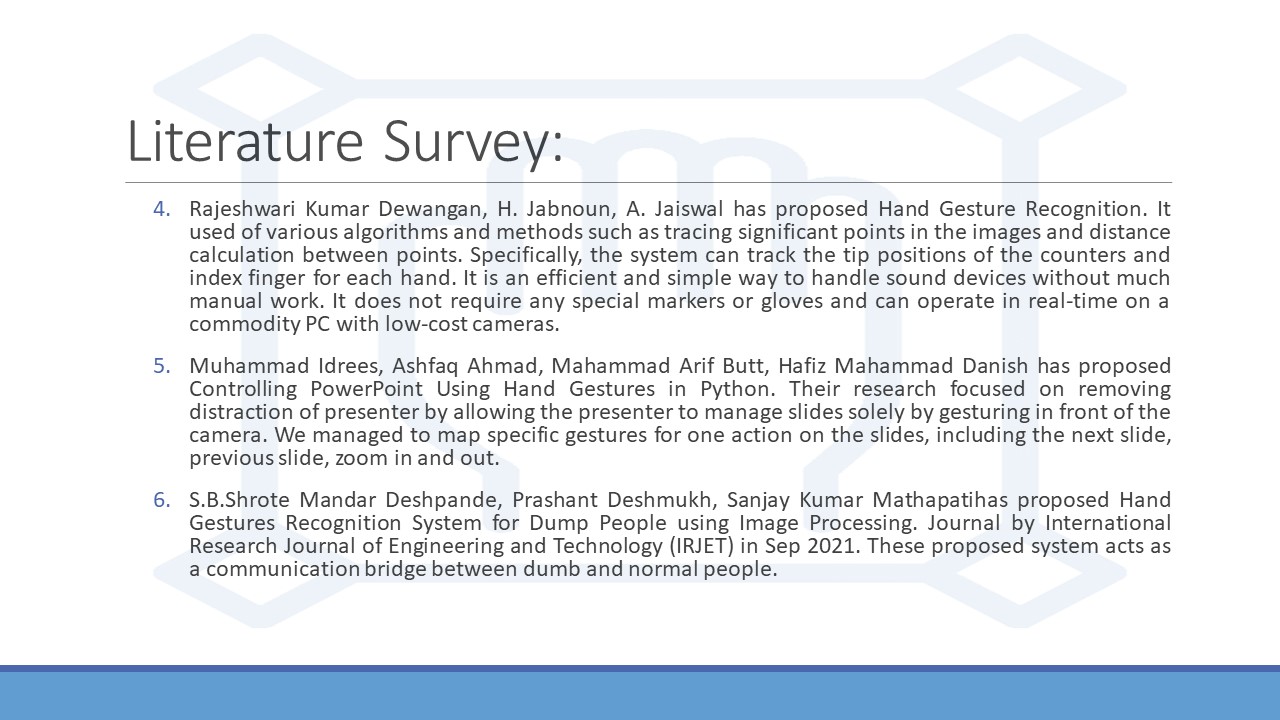 Literature Survey:
4. Rajeshwari Kumar Dewangan, H. Jabnoun, A. Jaiswal has proposed Hand Gesture Recognition. It
used of various algorithms and methods such as tracing significant points in the images and distance
calculation between points. Specifically, the system can track the tip positions of the counters and
index finger for each hand. It is an efficient and simple way to handle sound devices without much
manual work. It does not require any special markers or gloves and can operate in real-time on a
commodity PC with low-cost cameras.
5. Muhammad Idrees, Ashfaq Ahmad, Mahammad Arif Butt, Hafiz Mahammad Danish has proposed
Controlling PowerPoint Using Hand Gestures in Python. Their research focused on removing
distraction of presenter by allowing the presenter to manage slides solely by gesturing in front of the
camera. We managed to map specific gestures for one action on the slides, including the next slide,
previous slide, zoom in and out.
6. S.B.Shrote Mandar Deshpande, Prashant Deshmukh, Sanjay Kumar Mathapatihas proposed Hand
Gestures Recognition System for Dump People using Image Processing. Journal by International
Research Journal of Engineering and Technology (IRJET) in Sep 2021. These proposed system acts as
a communication bridge between dumb and normal people.